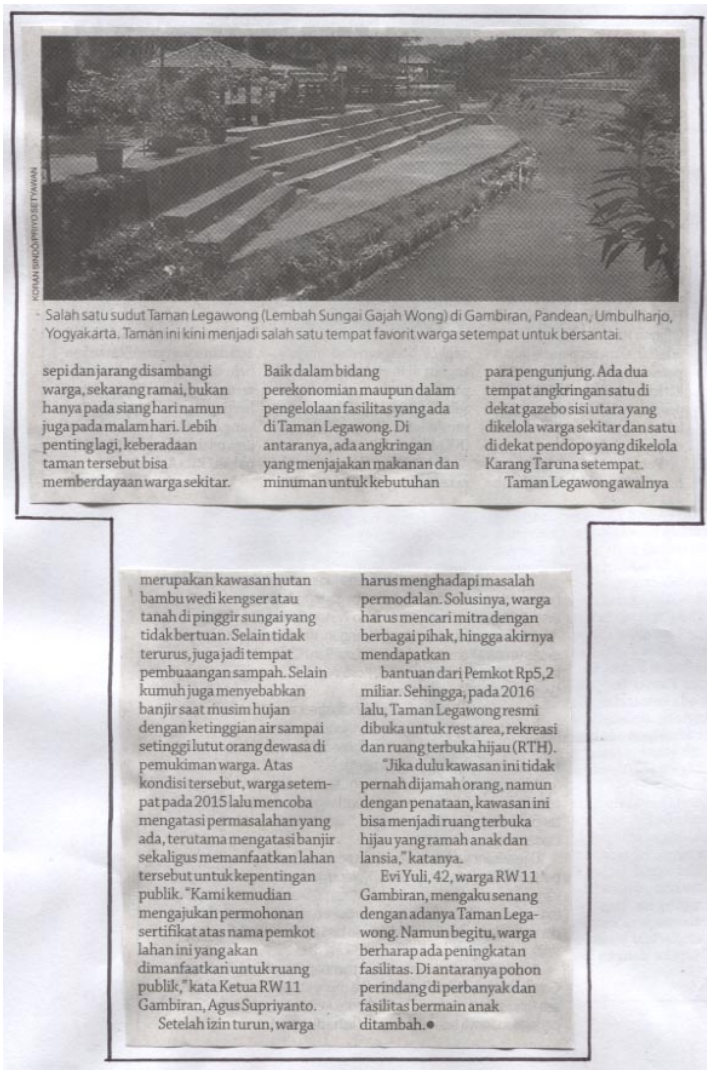 KORAN SINDO/PRIYO SETYAWAN
Salah satu sudut Taman Legawong (Lembah Sungai Gajah Wong) di Gambiran, Pandean, Umbulharjo,
Yogyakarta. Taman ini kini menjadi salah satu tempat favorit warga setempat untuk bersantai.
sepi dan jarang disambangi
warga, sekarang ramai, bukan
hanya pada siang hari namun
juga pada malam hari. Lebih
penting lagi, keberadaan
taman tersebut bisa
memberdayaan warga sekitar.
Baik dalam bidang
perekonomian maupun dalam
pengelolaan fasilitas yang ada
di Taman Legawong. Di
antaranya, ada angkringan
yang menjajakan makanan dan
minuman untuk kebutuhan
para pengunjung. Ada dua
tempat angkringan satu di
dekat gazebo sisi utara yang
dikelola warga sekitar dan satu
di dekat pendopo yang dikelola
Karang Taruna setempat.
Taman Legawong awalnya
merupakan kawasan hutan
bambu wedi kengser atau
tanah di pinggir sungai yang
tidak bertuan. Selain tidak
terurus, juga jadi tempat
pembuaangan sampah. Selain
kumuh juga menyebabkan
banjir saat musim hujan
dengan ketinggian air sampai
setinggi lutut orang dewasa di
pemukiman warga. Atas
kondisi tersebut, warga setem-
pat pada 2015 lalu mencoba
mengatasi permasalahan yang
ada, terutama mengatasi banjir
sekaligus memanfaatkan lahan
tersebut untuk kepentingan
publik. “Kami kemudian
mengajukan permohonan
sertifikat atas nama pemkot
lahan ini yang akan
dimanfaatkan untuk ruang
publik,” kata Ketua RW 11
Gambiran, Agus Supriyanto.
Setelah izin turun, warga
harus menghadapi masalah
permodalan. Solusinya, warga
harus mencari mitra dengan
berbagai pihak, hingga akirnya
mendapatkan
bantuan dari Pemkot Rp5,2
miliar. Sehingga, pada 2016
lalu, Taman Legawong resmi
dibuka untuk rest area, rekreasi
dan ruang terbuka hijau (RTH).
“Jika dulu kawasan ini tidak
pernah dijamah orang, namun
dengan penataan, kawasan ini
bisa menjadi ruang terbuka
hijau yang ramah anak dan
lansia,” katanya.
Evi Yuli, 42, warga RW 11
Gambiran, mengaku senang
dengan adanya Taman Lega-
wong. Namun begitu, warga
berharap ada peningkatan
fasilitas. Di antaranya pohon
perindang di perbanyak dan
fasilitas bermain anak
ditambah.●